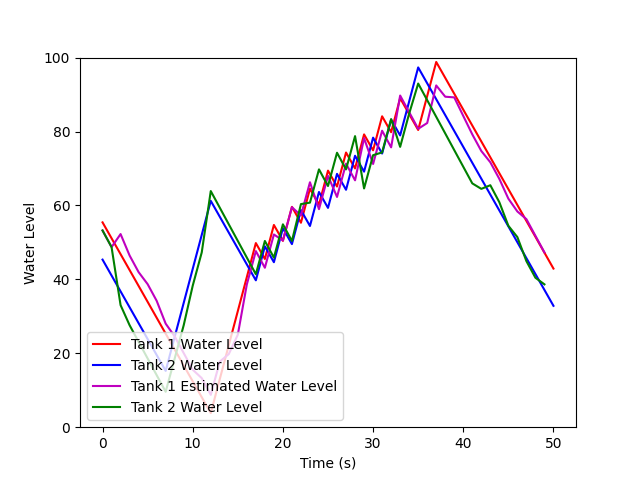 100
80
60
40
20
0
Water Level
Tank 1 Water Level
Tank 2 Water Level
Tank 1 Estimated Water Level
Tank 2 Water Level
0 10 20 30 40 50
Time (s)